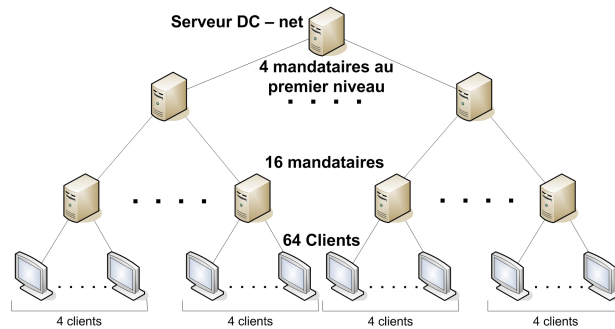 Serveur DC – net
4 mandataires au
premier niveau
16 mandataires
64 Clients
4 clients
4 clients
4 clients
4 clients